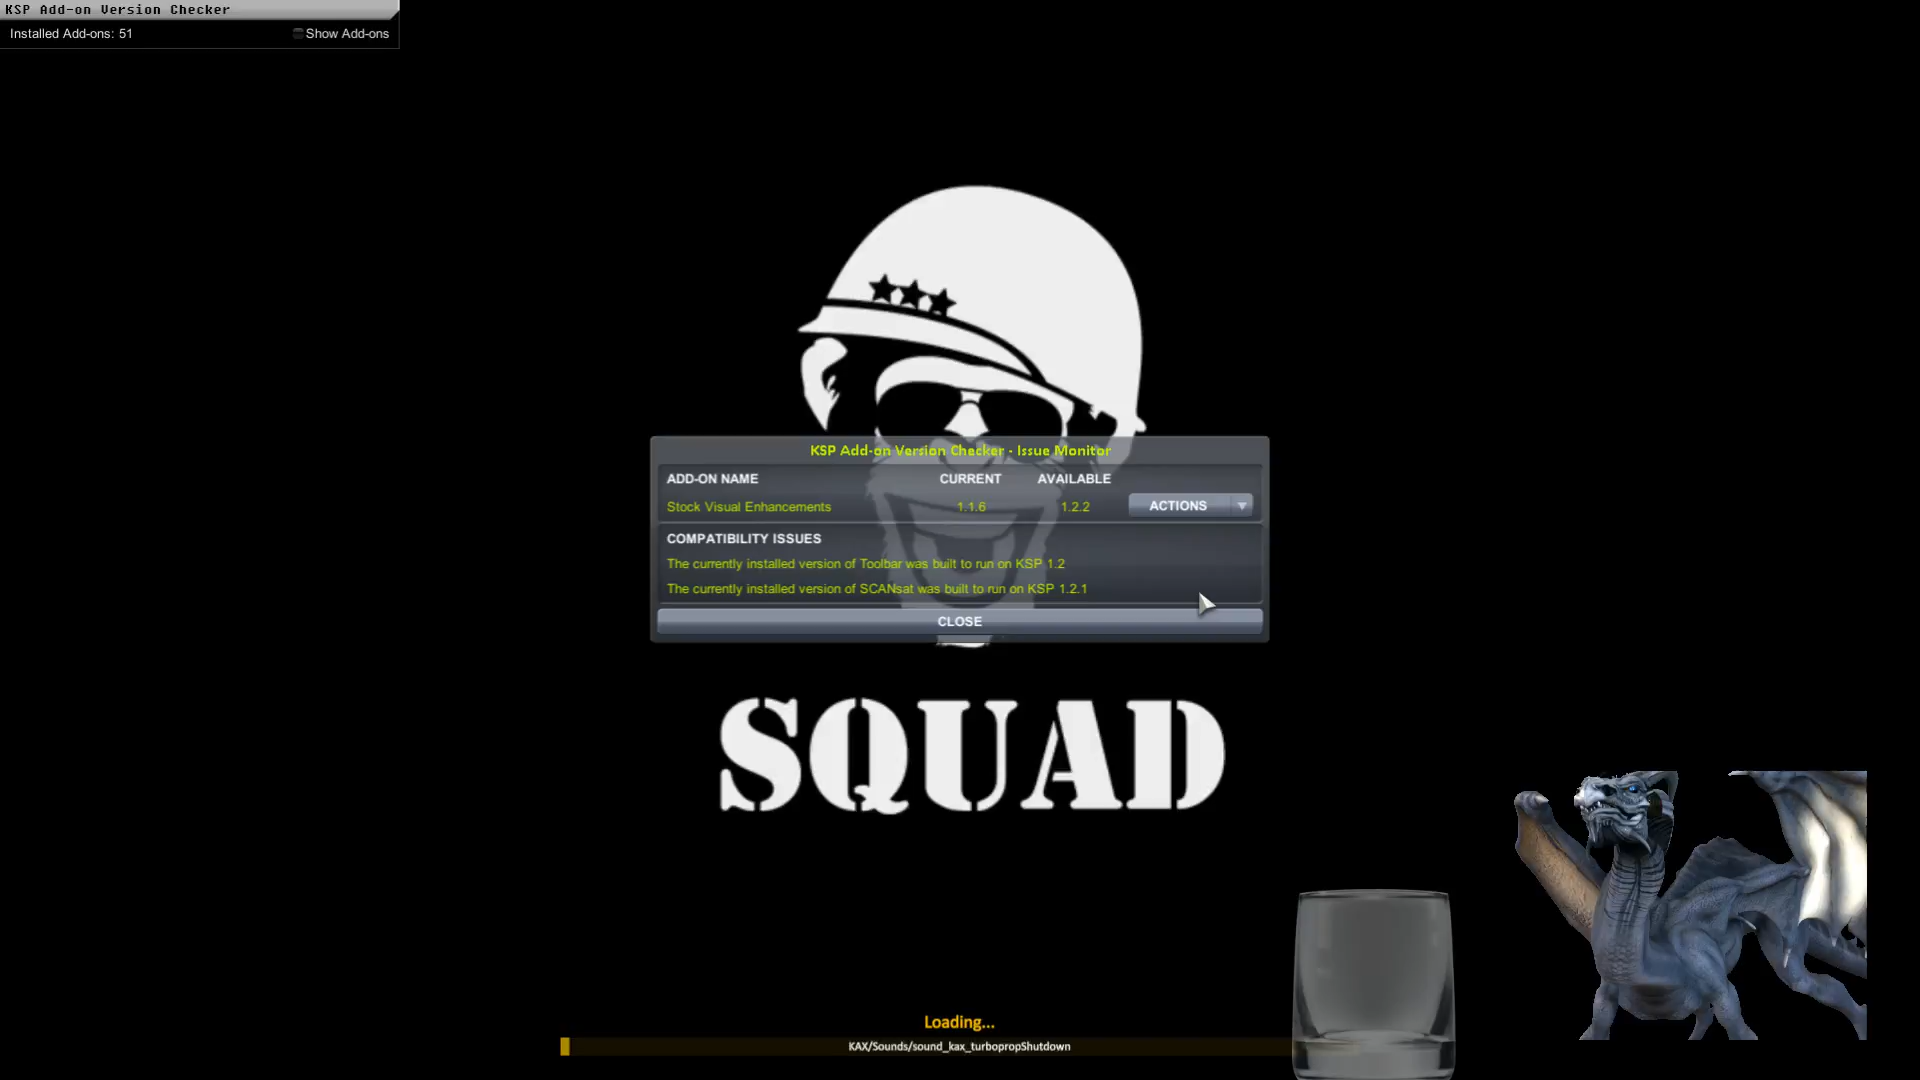 KSP Add-on Version Checker
Installed Add-ons: 51
Show Add-ons
KSP Add-on Version Checker - Issue Monitor
ADD-ON NAME CURRENT AVAILABLE
Stock Visual Enhancements 1.1.6 1.2.2 ACTIONS
COMPATIBILITY ISSUES
The currently installed version of Toolbar was built to run on KSP 1.2
The currently installed version of SCANsat was built to run on KSP 1.2.1
CLOSE
SQUAD
Loading...
KAX/Sounds/sound_kax_turbopropShutdown